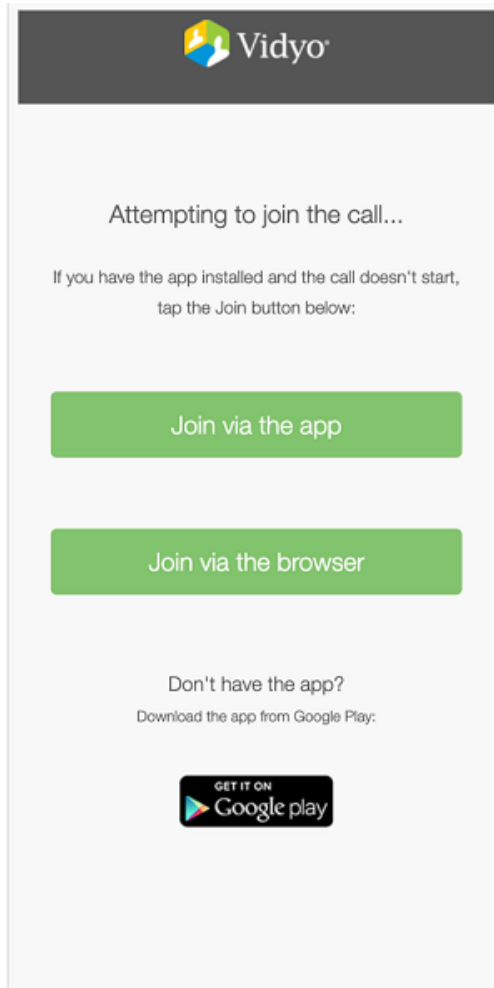 Vidyo®
Attempting to join the call...
If you have the app installed and the call doesn't start,
tap the Join button below:
Join via the app
Join via the browser
Don't have the app?
Download the app from Google Play:
GET IT ON
Google play